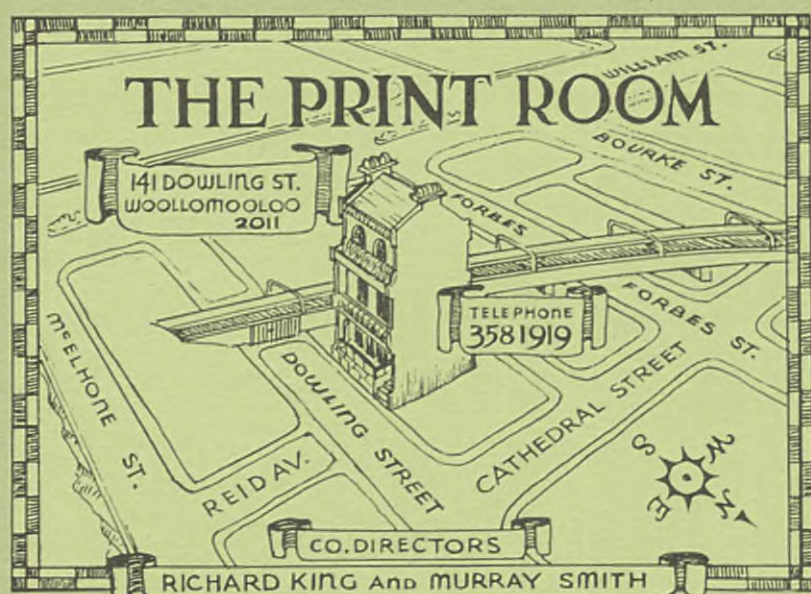 THE PRINT ROOM
WILLIAM ST.
BOURKE ST.
141 DOWLING ST.
WOOLLOMOOLOO
2011
FORBES
TELEPHONE
3581919
FORBES ST.
McELHONE ST.
DOWLING STREET
CATHEDRAL STREET
REID AV.
S W
E N
CO. DIRECTORS
RICHARD KING AND MURRAY SMITH